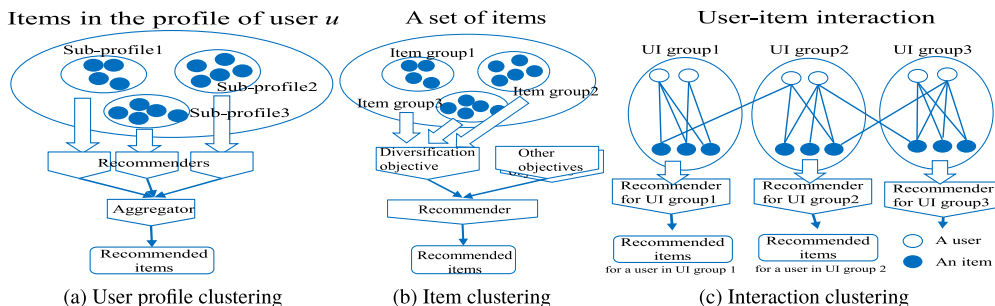 Items in the profile of user u
Sub-profile1
Sub-profile2
Sub-profile3
Recommenders
Aggregator
Recommended
items
(a) User profile clustering
A set of items
Item group1
Item group2
Item group3
Diversification
objective
Other
objectives
Recommender
Recommended
items
(b) Item clustering
User-item interaction
UI group1
UI group2
UI group3
Recommender
for UI group1
Recommender
for UI group2
Recommender
for UI group3
Recommended
items
for a user in UI group 1
Recommended
items
for a user in UI group 2
A user
An item
(c) Interaction clustering